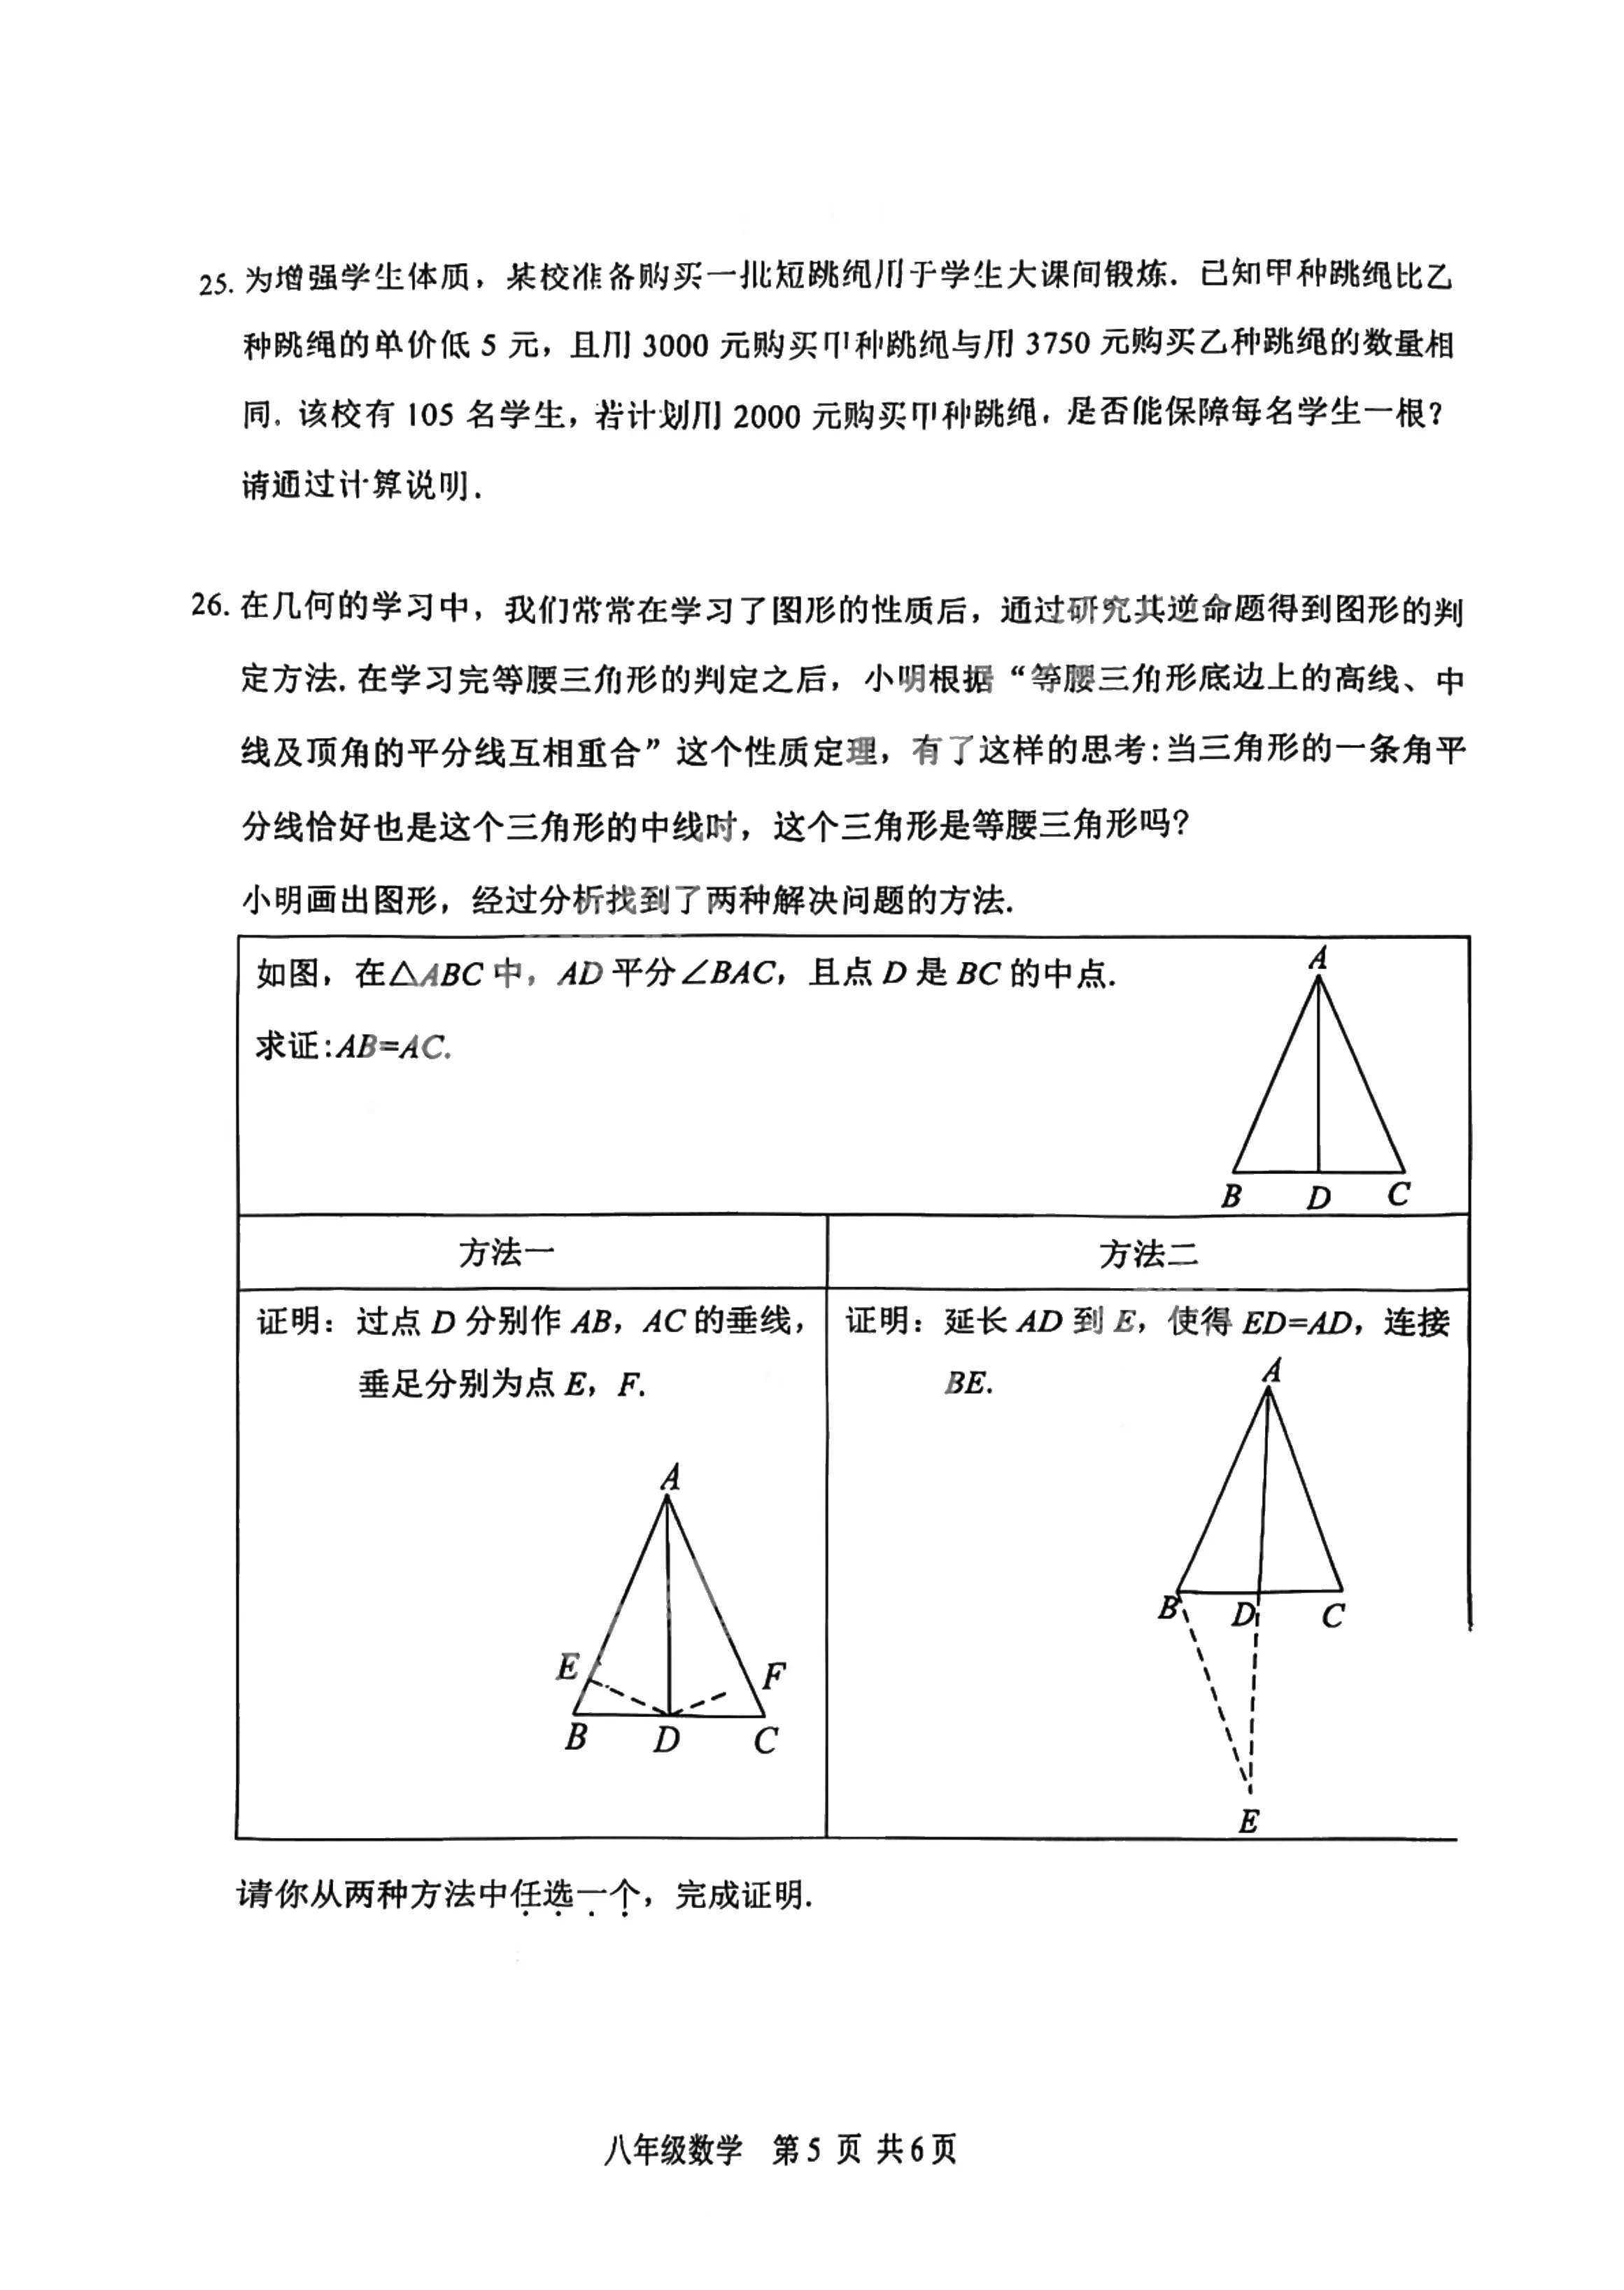 25. 为增强学生体质，某校准备购买一批短跳绳用于学生大课间锻炼．已知甲种跳绳比乙
种跳绳的单价低 5 元，且用 3000 元购买甲种跳绳与用 3750 元购买乙种跳绳的数量相
同．该校有 105 名学生，若计划用 2000 元购买甲种跳绳，是否能保障每名学生一根？
请通过计算说明．
26. 在几何的学习中，我们常常在学习了图形的性质后，通过研究其逆命题得到图形的判
定方法．在学习完等腰三角形的判定之后，小明根据“等腰三角形底边上的高线、中
线及顶角的平分线互相重合”这个性质定理，有了这样的思考：当三角形的一条角平
分线恰好也是这个三角形的中线时，这个三角形是等腰三角形吗？
小明画出图形，经过分析找到了两种解决问题的方法．
如图，在△ABC 中，AD 平分∠BAC，且点 D 是 BC 的中点．
求证：AB=AC.
A
B D C
方法一
证明：过点 D 分别作 AB，AC 的垂线，
垂足分别为点 E，F.
A
E F
B D C
方法二
证明：延长 AD 到 E，使得 ED=AD，连接
BE.
A
B D C
E
请你从两种方法中任选一个，完成证明．
八年级数学 第 5 页 共 6 页